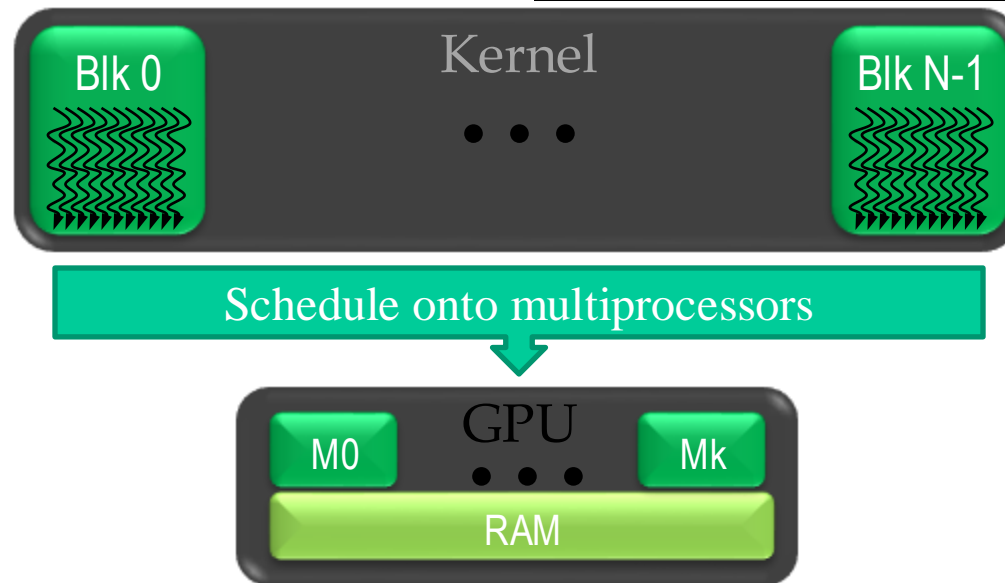 Kernel
Blk 0
Blk N-1
• • •
Schedule onto multiprocessors
GPU
M0
Mk
• • •
RAM